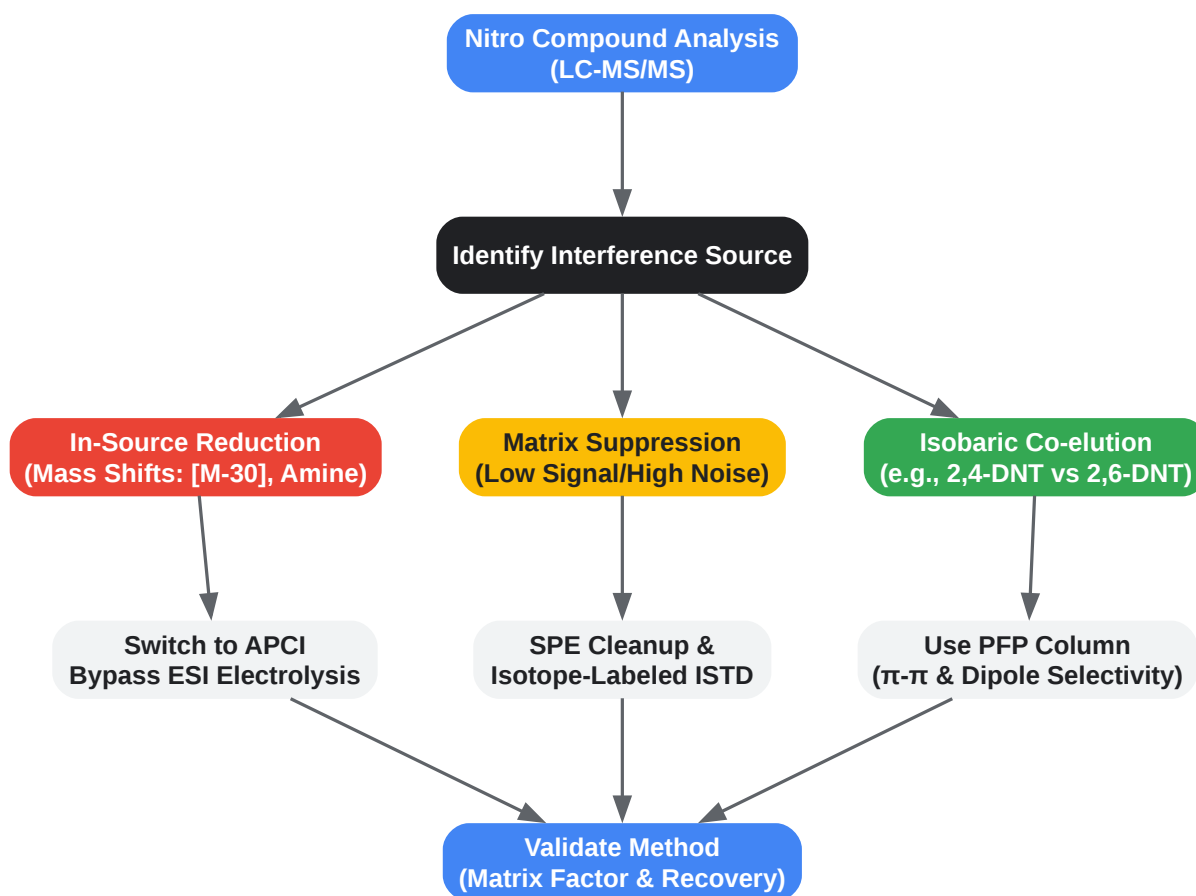 Nitro Compound Analysis
(LC-MS/MS)
Identify Interference Source
In-Source Reduction
(Mass Shifts: [M-30], Amine)
Matrix Suppression
(Low Signal/High Noise)
Isobaric Co-elution
(e.g., 2,4-DNT vs 2,6-DNT)
Switch to APCI
Bypass ESI Electrolysis
SPE Cleanup &
Isotope-Labeled ISTD
Use PFP Column
(π-π & Dipole Selectivity)
Validate Method
(Matrix Factor & Recovery)